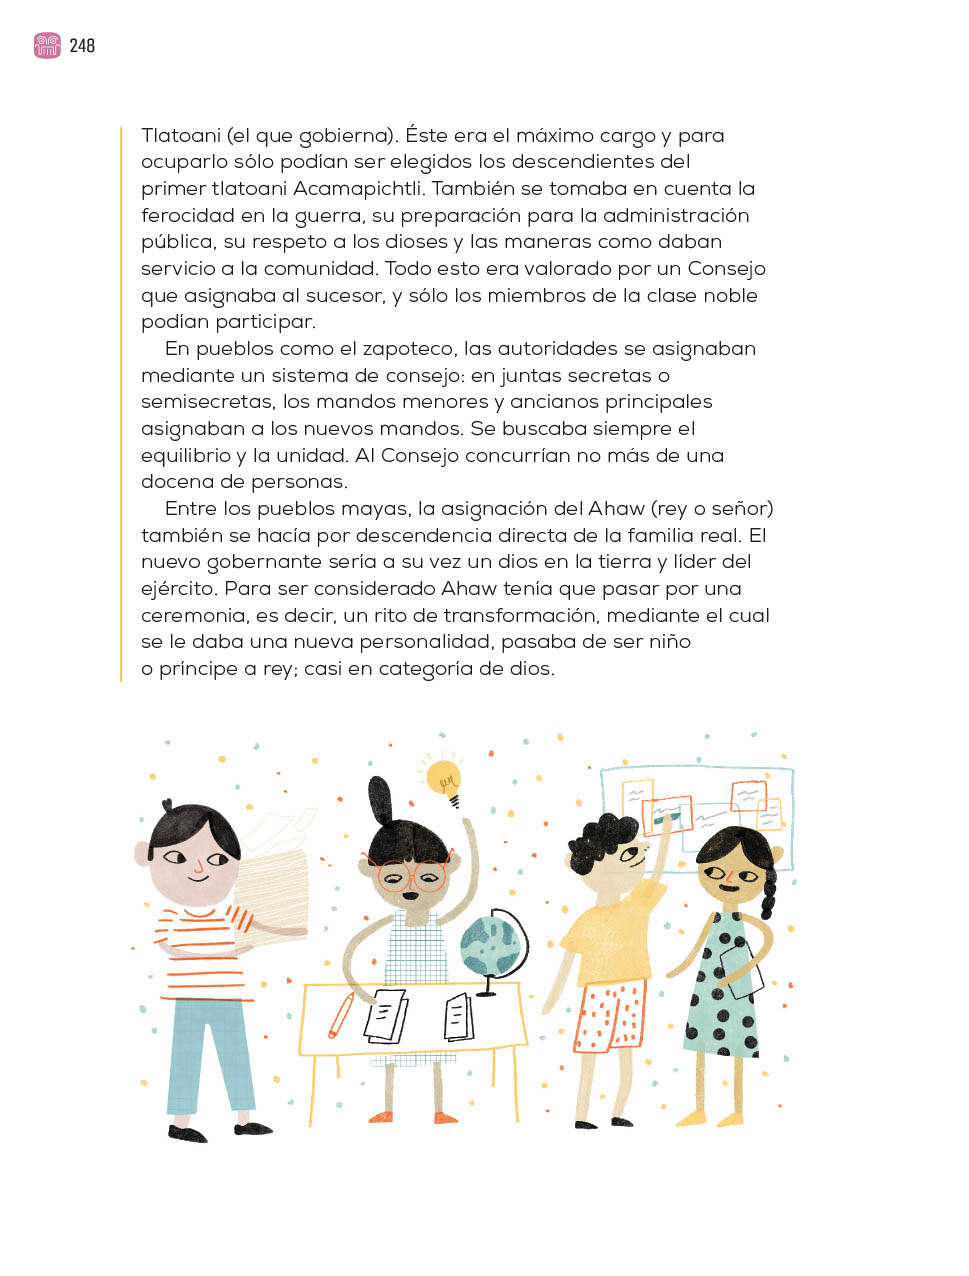 248
Tlatoani (el que gobierna). Éste era el máximo cargo y para
ocuparlo sólo podían ser elegidos los descendientes del
primer tlatoani Acamapichtli. También se tomaba en cuenta la
ferocidad en la guerra, su preparación para la administración
pública, su respeto a los dioses y las maneras como daban
servicio a la comunidad. Todo esto era valorado por un Consejo
que asignaba al sucesor, y sólo los miembros de la clase noble
podían participar.
En pueblos como el zapoteco, las autoridades se asignaban
mediante un sistema de consejo: en juntas secretas o
semisecretas, los mandos menores y ancianos principales
asignaban a los nuevos mandos. Se buscaba siempre el
equilibrio y la unidad. Al Consejo concurrían no más de una
docena de personas.
Entre los pueblos mayas, la asignación del Ahaw (rey o señor)
también se hacía por descendencia directa de la familia real. El
nuevo gobernante sería a su vez un dios en la tierra y líder del
ejército. Para ser considerado Ahaw tenía que pasar por una
ceremonia, es decir, un rito de transformación, mediante el cual
se le daba una nueva personalidad, pasaba de ser niño
o príncipe a rey; casi en categoría de dios.